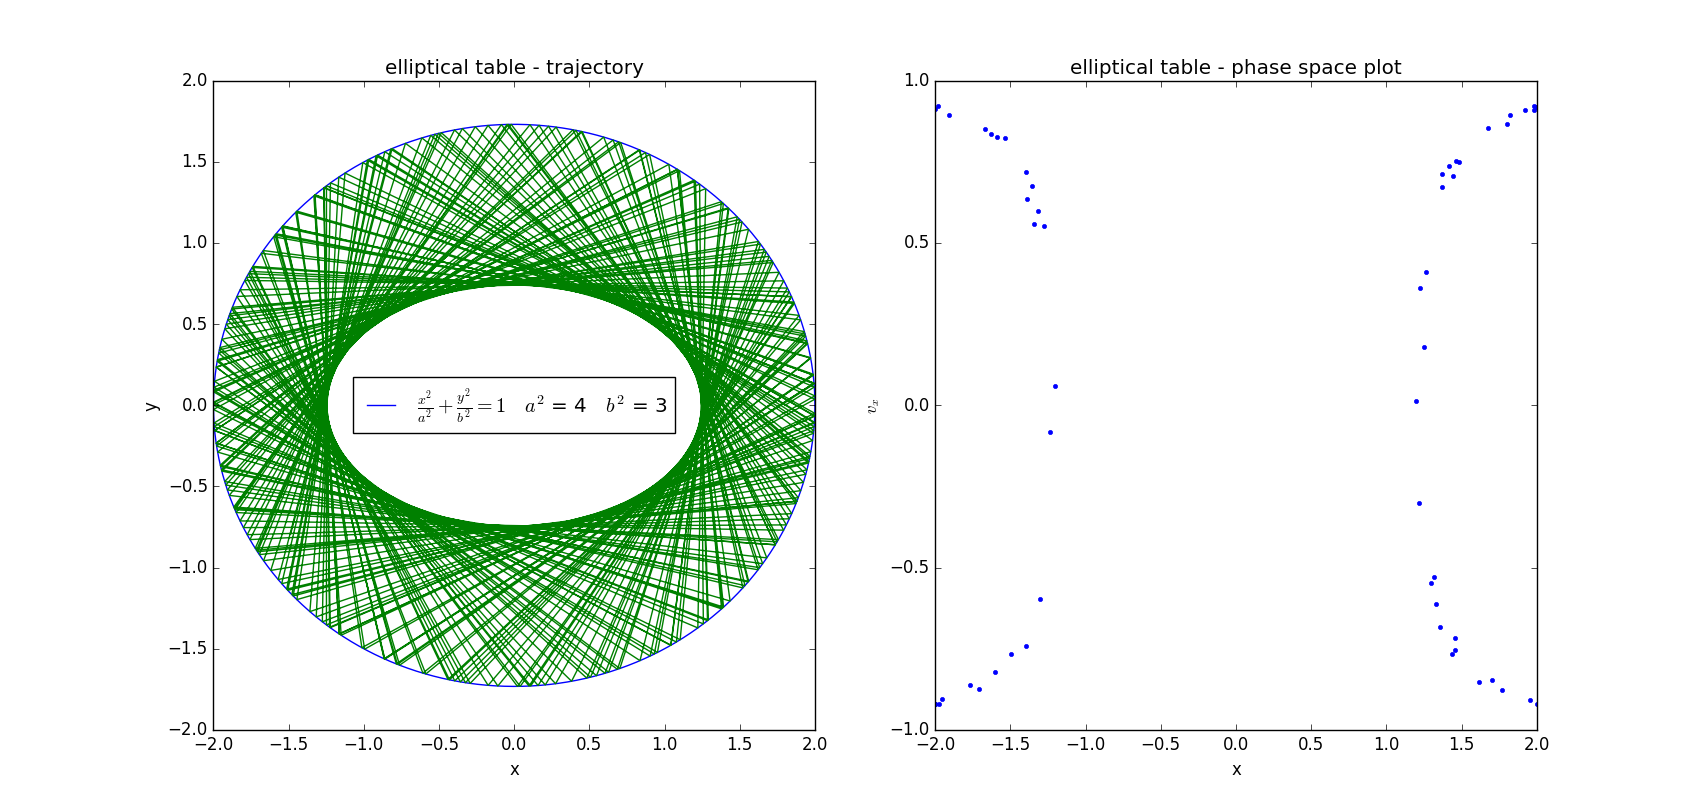 elliptical table - trajectory
2.0
1.5
1.0
0.5
0.0
−0.5
−1.0
−1.5
−2.0
y
x²/a² + y²/b² = 1 a² = 4 b² = 3
−2.0 −1.5 −1.0 −0.5 0.0 0.5 1.0 1.5 2.0
x
elliptical table - phase space plot
1.0
0.5
0.0
−0.5
−1.0
vₓ
−2.0 −1.5 −1.0 −0.5 0.0 0.5 1.0 1.5 2.0
x